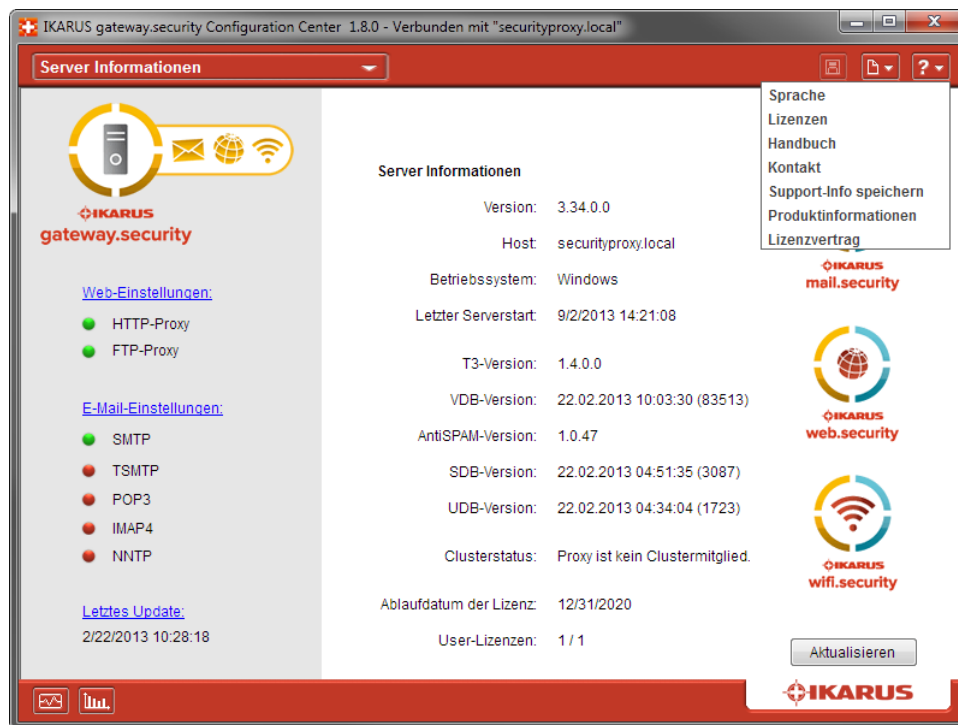 IKARUS gateway.security Configuration Center 1.8.0 - Verbunden mit "securityproxy.local"
Server Informationen
?
Sprache
Lizenzen
Handbuch
Kontakt
Support-Info speichern
Produktinformationen
Lizenzvertrag
IKARUS
gateway.security
Web-Einstellungen:
HTTP-Proxy
FTP-Proxy
E-Mail-Einstellungen:
SMTP
TSMTP
POP3
IMAP4
NNTP
Letztes Update:
2/22/2013 10:28:18
Server Informationen
Version: 3.34.0.0
Host: securityproxy.local
Betriebssystem: Windows
Letzter Serverstart: 9/2/2013 14:21:08
T3-Version: 1.4.0.0
VDB-Version: 22.02.2013 10:03:30 (83513)
AntiSPAM-Version: 1.0.47
SDB-Version: 22.02.2013 04:51:35 (3087)
UDB-Version: 22.02.2013 04:34:04 (1723)
Clusterstatus: Proxy ist kein Clustermitglied.
Ablaufdatum der Lizenz: 12/31/2020
User-Lizenzen: 1 / 1
IKARUS
mail.security
IKARUS
web.security
IKARUS
wifi.security
Aktualisieren
IKARUS